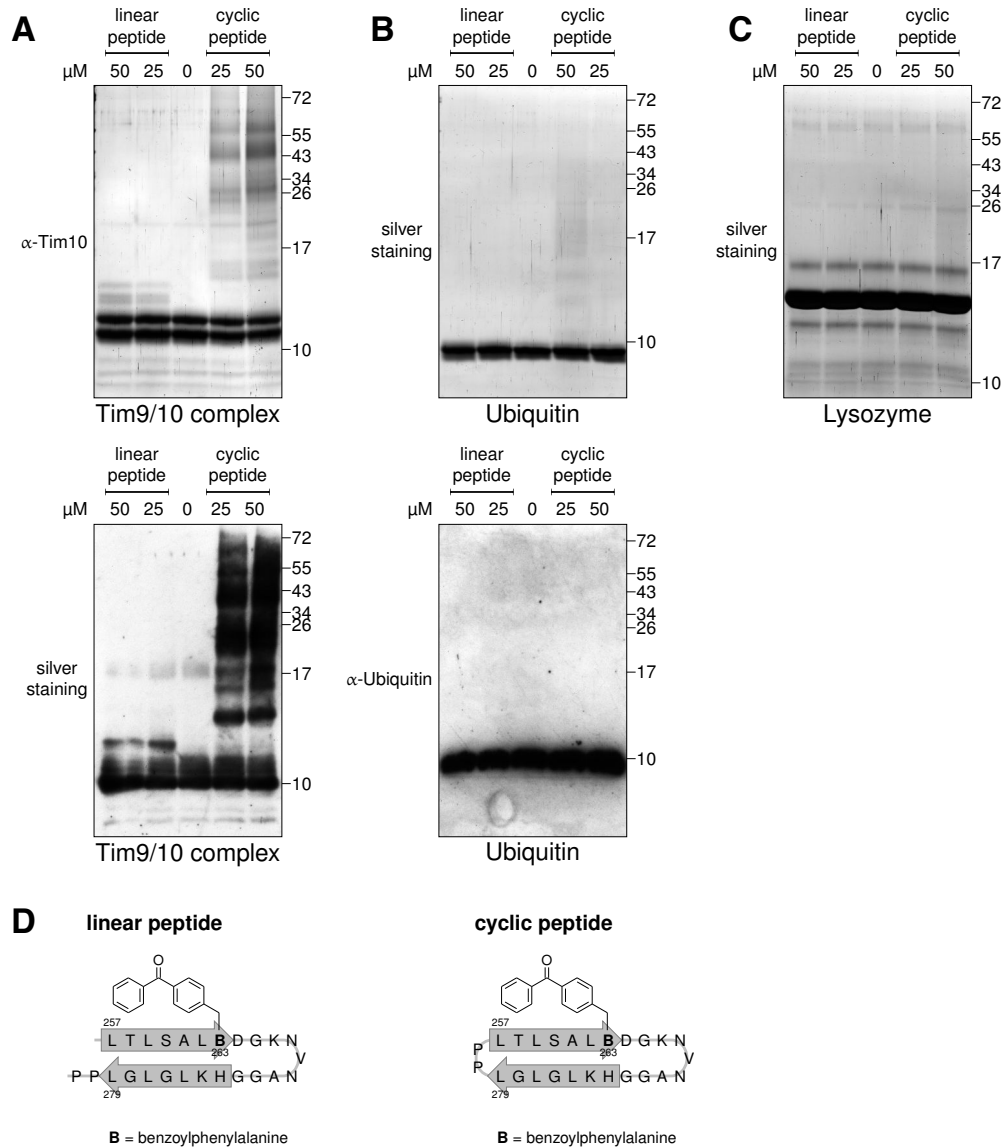 A
linear peptide
cyclic peptide
μM 50 25 0 25 50
72
55
43
34
26
17
10
α-Tim10
Tim9/10 complex
B
linear peptide
cyclic peptide
μM 50 25 0 50 25
72
55
43
34
26
17
10
silver staining
Ubiquitin
C
linear peptide
cyclic peptide
μM 50 25 0 25 50
72
55
43
34
26
17
10
silver staining
Lysozyme
linear peptide
cyclic peptide
μM 50 25 0 25 50
72
55
43
34
26
17
10
silver staining
Tim9/10 complex
linear peptide
cyclic peptide
μM 50 25 0 25 50
72
55
43
34
26
17
10
α-Ubiquitin
Ubiquitin
D
linear peptide
O
257
L T L S A L B D G K N
263
V
P P L G L G L K H G G A N
279
B = benzoylphenylalanine
cyclic peptide
O
257
L T L S A L B D G K N
263
P
V
P
L G L G L K H G G A N
279
B = benzoylphenylalanine